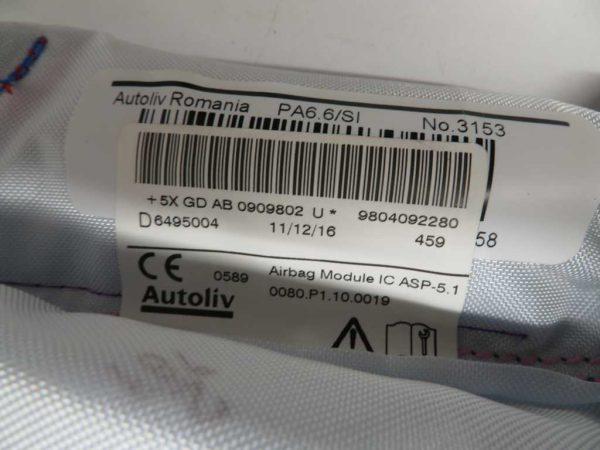 Autoliv Romania PA6.6/SI No.3153
+5X GD AB 0909802 U * 9804092280
D6495004 11/12/16 459
58
CE 0589 Airbag Module IC ASP-5.1
Autoliv 0080.P1.10.0019